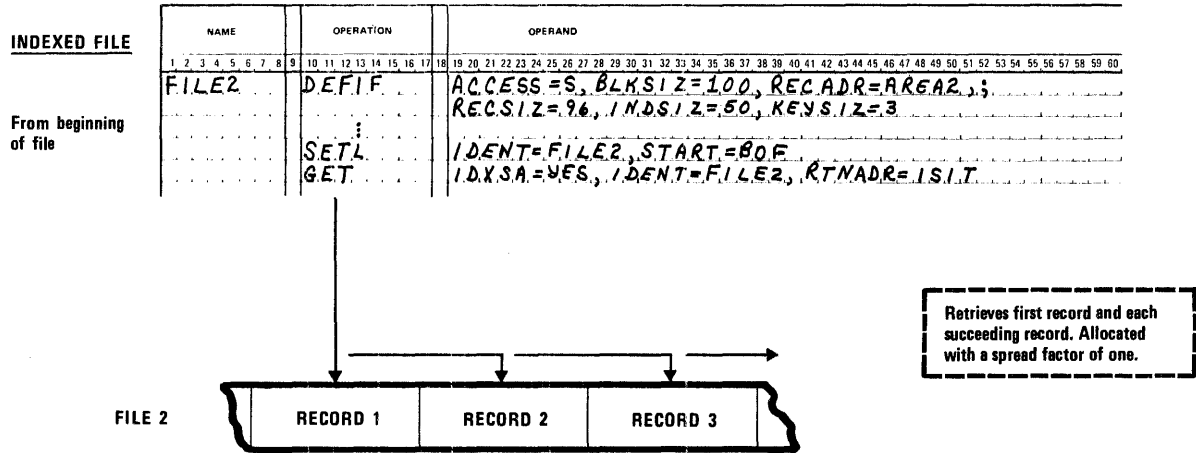 INDEXED FILE
NAME OPERATION OPERAND
1 2 3 4 5 6 7 8 9 10 11 12 13 14 15 16 17 18 19 20 21 22 23 24 25 26 27 28 29 30 31 32 33 34 35 36 37 38 39 40 41 42 43 44 45 46 47 48 49 50 51 52 53 54 55 56 57 58 59 60
FILE2 DEFIF ACCESS=S, BLKSIZ=100, RECADR=AREA2,;
RECSIZ=96, INDSIZ=50, KEYSIZ=3
From beginning
of file
SETL IDENT=FILE2, START=BOF
GET IDXSA=YES, IDENT=FILE2, RTNADR=ISIT
Retrieves first record and each
succeeding record. Allocated
with a spread factor of one.
FILE 2 RECORD 1 RECORD 2 RECORD 3